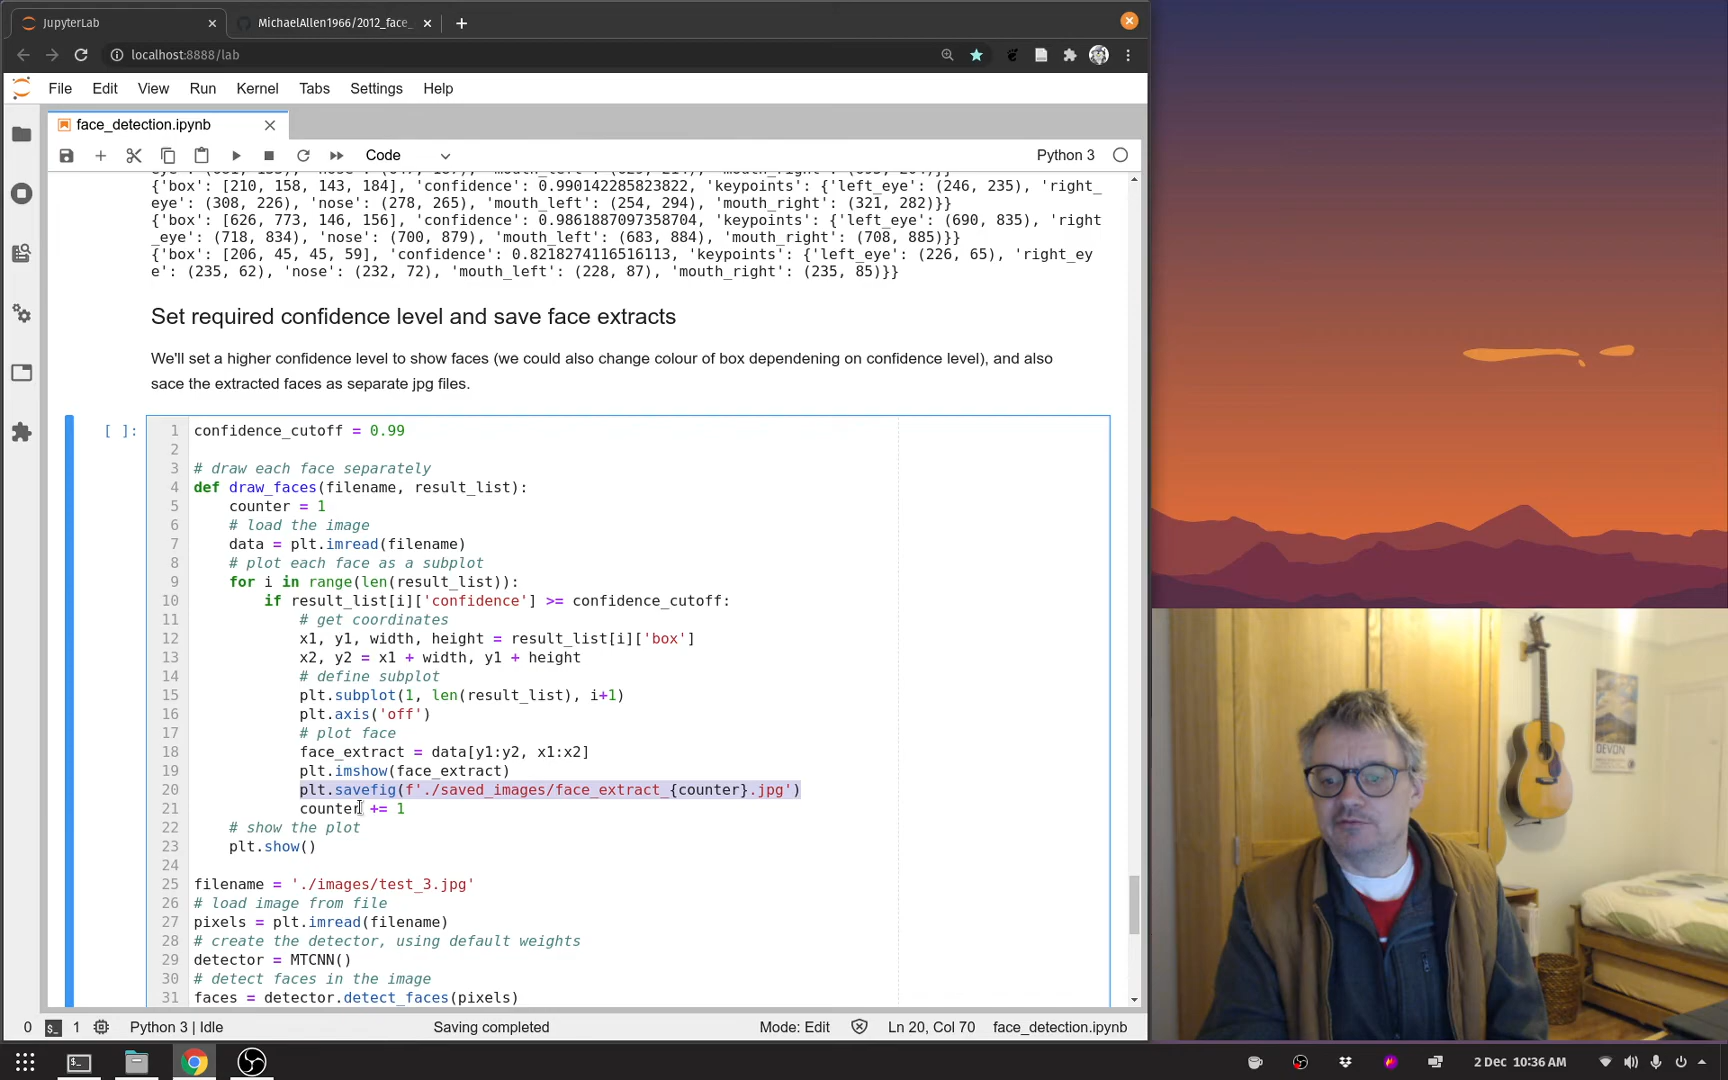 JupyterLab
MichaelAllen1966/2012_face_
localhost:8888/lab
File Edit View Run Kernel Tabs Settings Help
face_detection.ipynb
Code
Python 3
{'box': [210, 158, 143, 184], 'confidence': 0.990142285823822, 'keypoints': {'left_eye': (246, 235), 'right_
eye': (308, 226), 'nose': (278, 265), 'mouth_left': (254, 294), 'mouth_right': (321, 282)}}
{'box': [626, 773, 146, 156], 'confidence': 0.9861887097358704, 'keypoints': {'left_eye': (690, 835), 'right
_eye': (718, 834), 'nose': (700, 879), 'mouth_left': (683, 884), 'mouth_right': (708, 885)}}
{'box': [206, 45, 45, 59], 'confidence': 0.8218274116516113, 'keypoints': {'left_eye': (226, 65), 'right_ey
e': (235, 62), 'nose': (232, 72), 'mouth_left': (228, 87), 'mouth_right': (235, 85)}}
Set required confidence level and save face extracts
We'll set a higher confidence level to show faces (we could also change colour of box dependening on confidence level), and also
sace the extracted faces as separate jpg files.
[ ]:
1 confidence_cutoff = 0.99
2
3 # draw each face separately
4 def draw_faces(filename, result_list):
5 counter = 1
6 # load the image
7 data = plt.imread(filename)
8 # plot each face as a subplot
9 for i in range(len(result_list)):
10 if result_list[i]['confidence'] >= confidence_cutoff:
11 # get coordinates
12 x1, y1, width, height = result_list[i]['box']
13 x2, y2 = x1 + width, y1 + height
14 # define subplot
15 plt.subplot(1, len(result_list), i+1)
16 plt.axis('off')
17 # plot face
18 face_extract = data[y1:y2, x1:x2]
19 plt.imshow(face_extract)
20 plt.savefig(f'./saved_images/face_extract_{counter}.jpg')
21 counter += 1
22 # show the plot
23 plt.show()
24
25 filename = './images/test_3.jpg'
26 # load image from file
27 pixels = plt.imread(filename)
28 # create the detector, using default weights
29 detector = MTCNN()
30 # detect faces in the image
31 faces = detector.detect_faces(pixels)
0 1 Python 3 | Idle Saving completed Mode: Edit Ln 20, Col 70 face_detection.ipynb
2 Dec 10:36 AM
DEVON